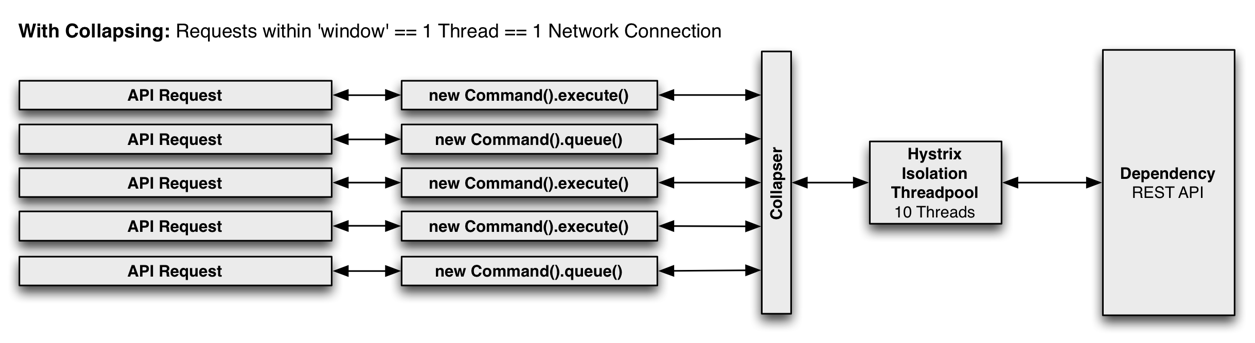 With Collapsing: Requests within 'window' == 1 Thread == 1 Network Connection
API Request
new Command().execute()
API Request
new Command().queue()
API Request
new Command().execute()
API Request
new Command().execute()
API Request
new Command().queue()
Collapser
Hystrix
Isolation
Threadpool
10 Threads
Dependency
REST API